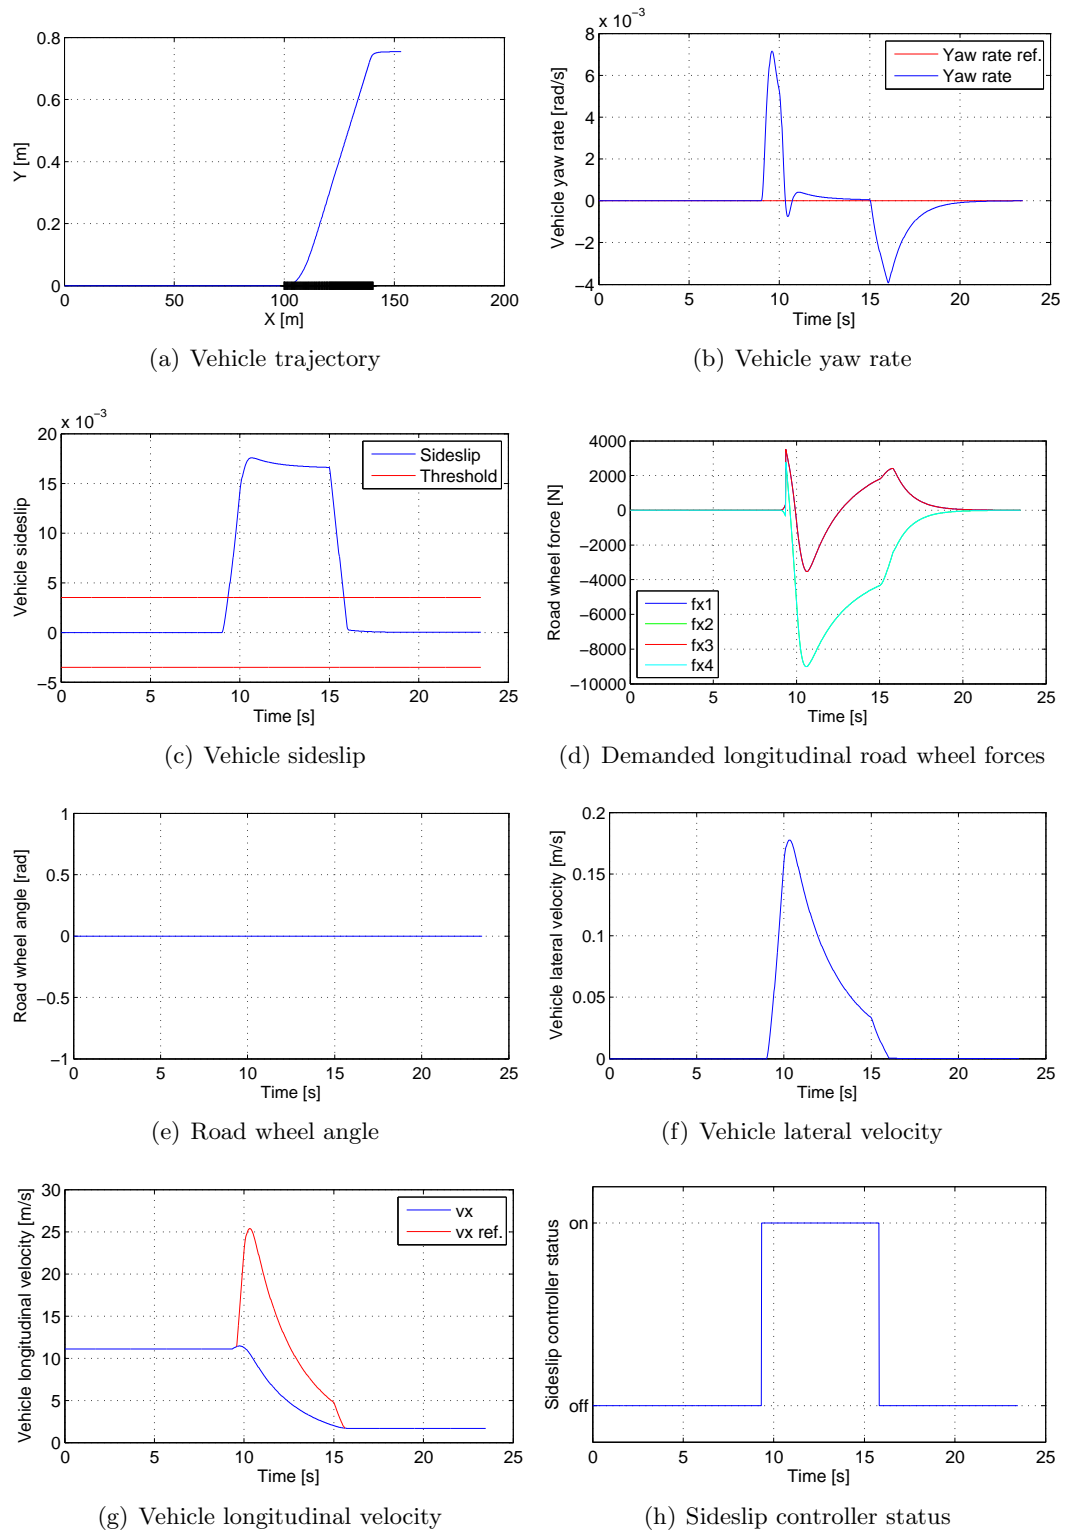 0.8
0.6
0.4
0.2
0
Y [m]
0 50 100 150 200
X [m]
(a) Vehicle trajectory
x 10⁻³
8
6
4
2
0
−2
−4
Vehicle yaw rate [rad/s]
Yaw rate ref.
Yaw rate
0 5 10 15 20 25
Time [s]
(b) Vehicle yaw rate
x 10⁻³
20
15
10
5
0
−5
Vehicle sideslip
Sideslip
Threshold
0 5 10 15 20 25
Time [s]
(c) Vehicle sideslip
4000
2000
0
−2000
−4000
−6000
−8000
−10000
Road wheel force [N]
fx1
fx2
fx3
fx4
0 5 10 15 20 25
Time [s]
(d) Demanded longitudinal road wheel forces
1
0.5
0
−0.5
−1
Road wheel angle [rad]
0 5 10 15 20 25
Time [s]
(e) Road wheel angle
0.2
0.15
0.1
0.05
0
Vehicle lateral velocity [m/s]
0 5 10 15 20 25
Time [s]
(f) Vehicle lateral velocity
30
25
20
15
10
5
0
Vehicle longitudinal velocity [m/s]
vx
vx ref.
0 5 10 15 20 25
Time [s]
(g) Vehicle longitudinal velocity
on
off
Sideslip controller status
0 5 10 15 20 25
Time [s]
(h) Sideslip controller status